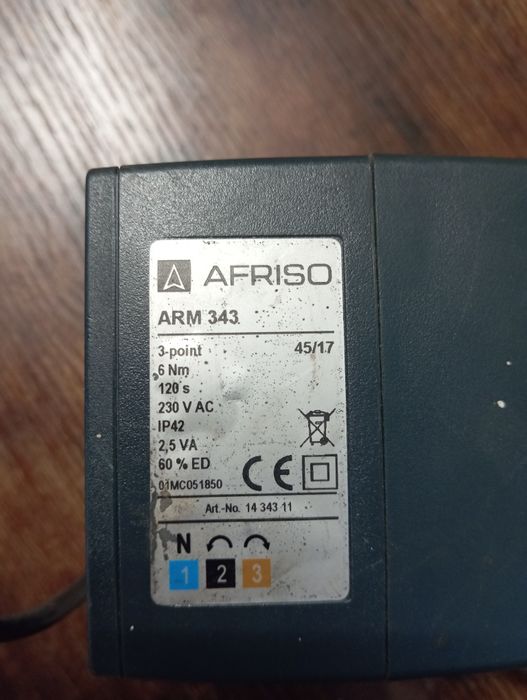 AFRISO
ARM 343
3-point 45/17
6 Nm
120 s
230 V AC
IP42
2,5 VA
60 % ED
CE
01MC051850
Art.-No. 14 343 11
N
1 2 3